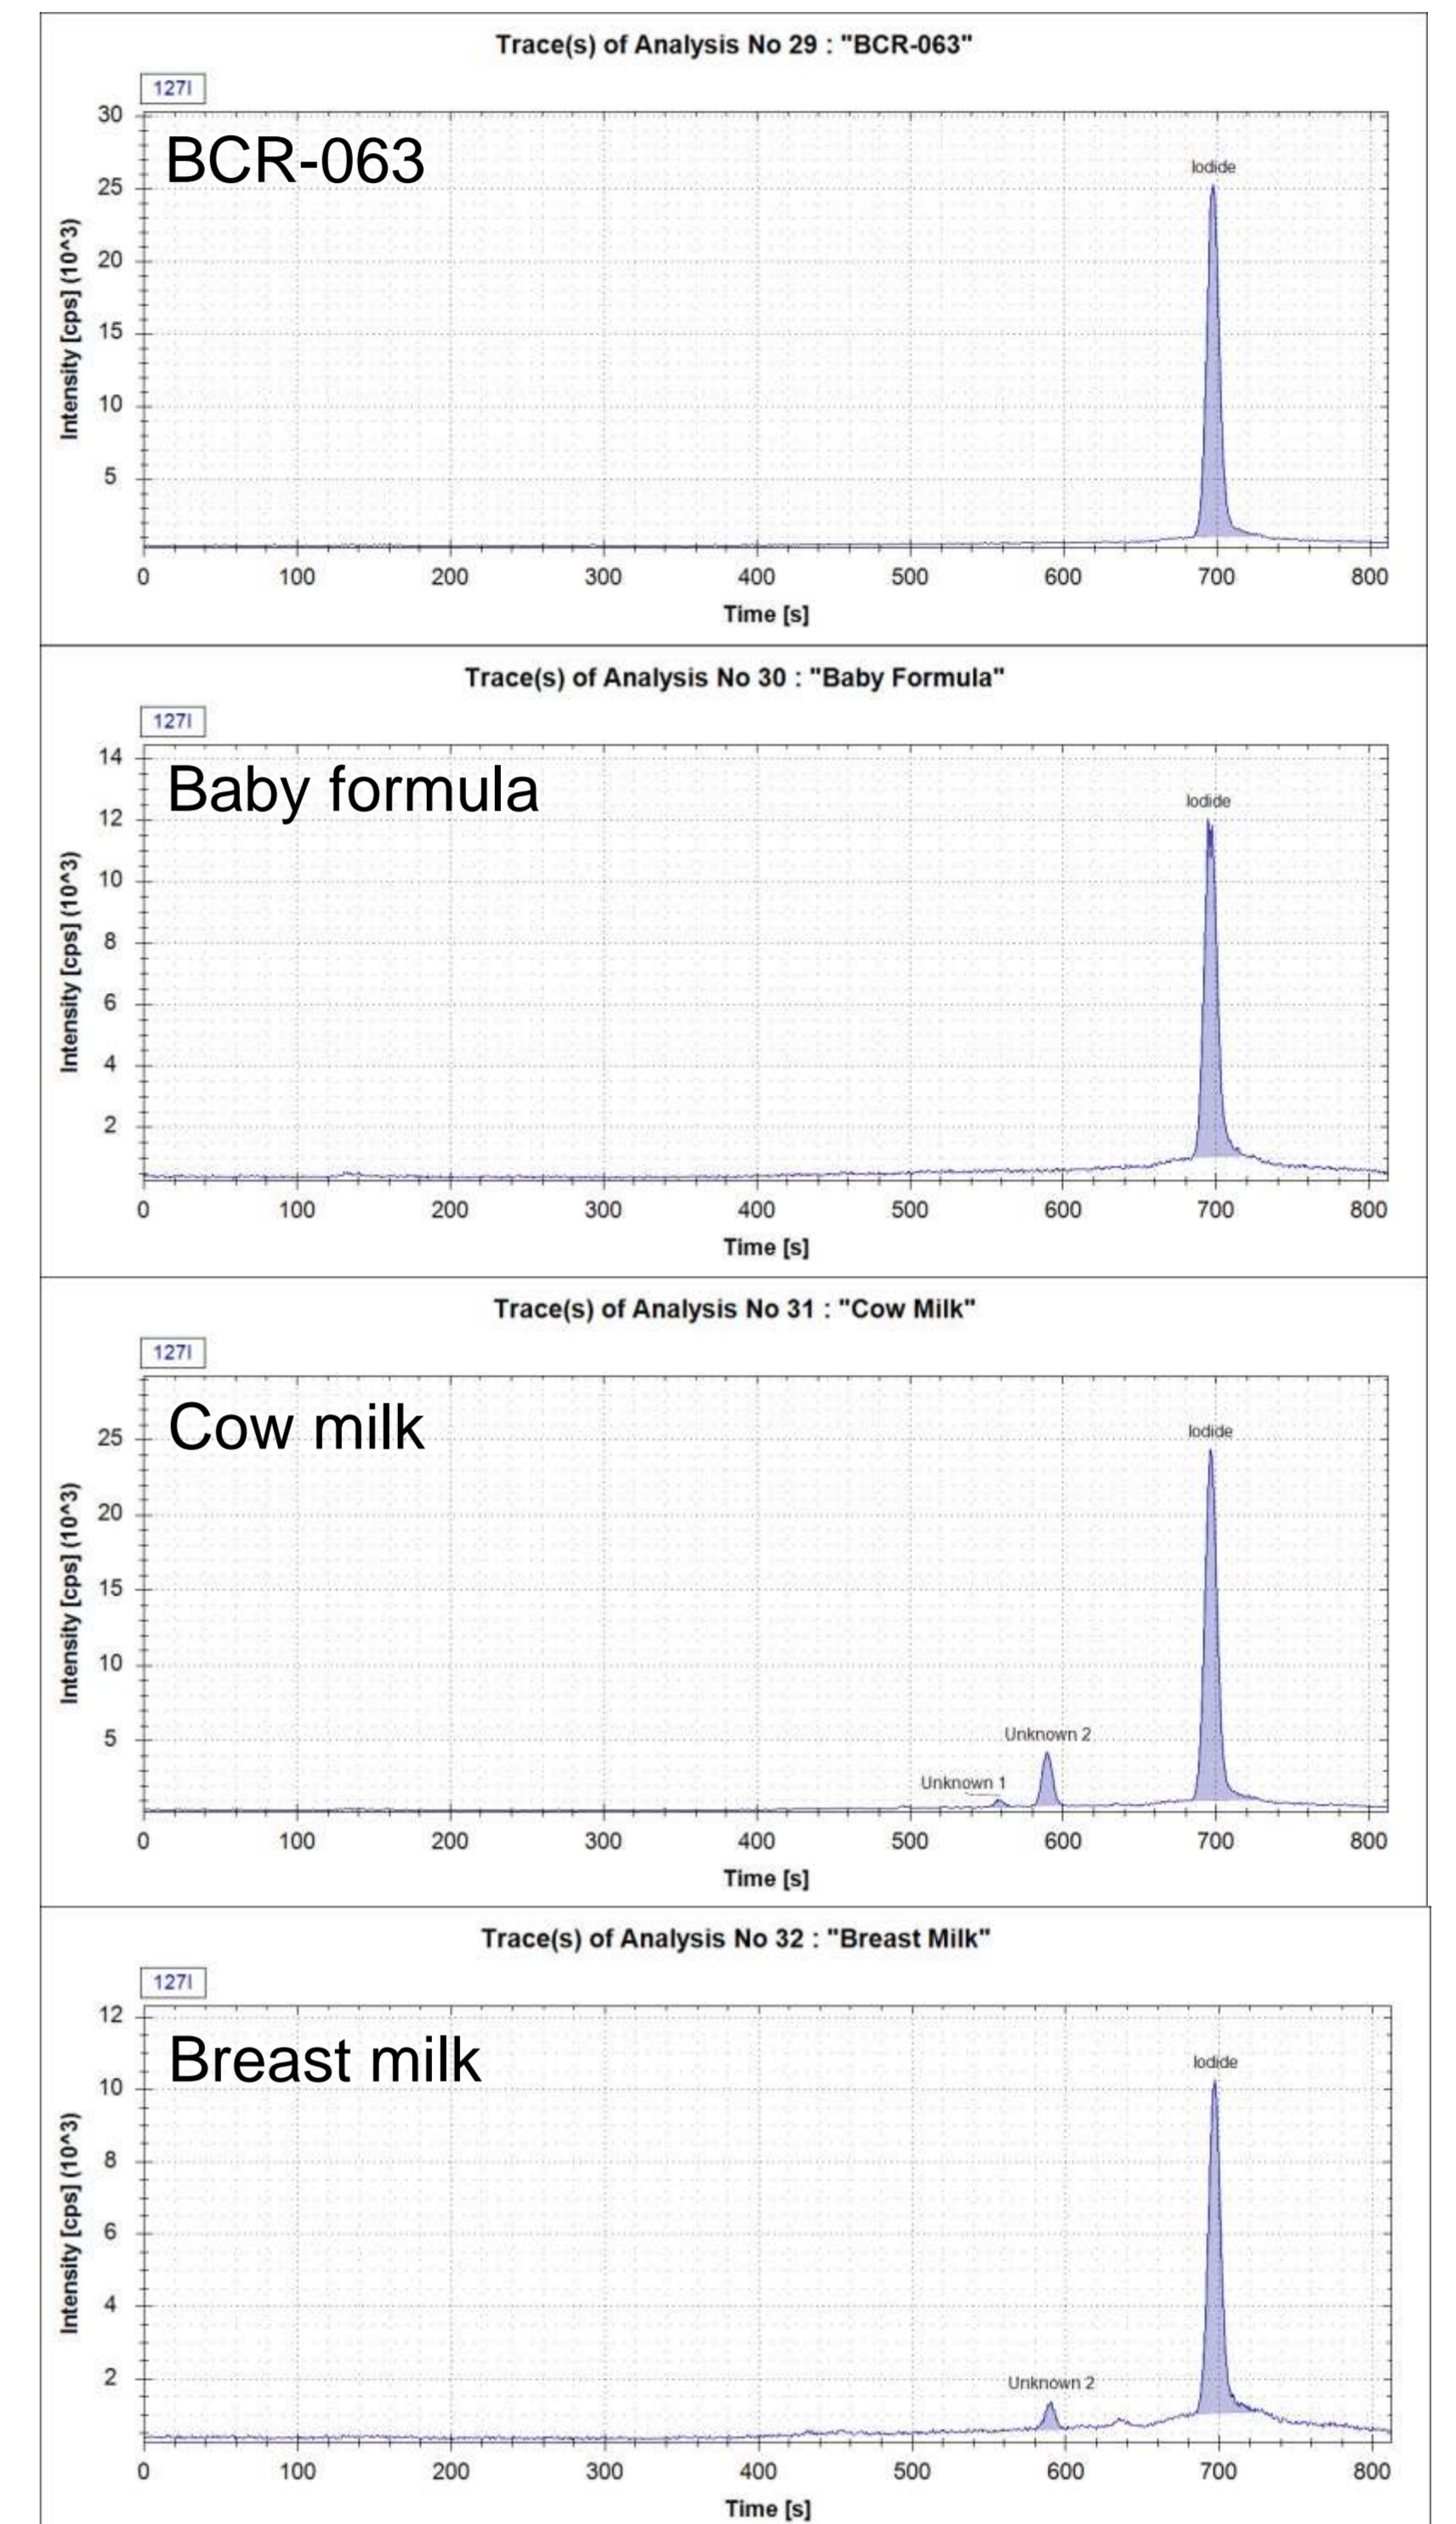 Trace(s) of Analysis No 29 : "BCR-063"
127I
BCR-063
Iodide
Intensity [cps] (10^3)
30
25
20
15
10
5
0 100 200 300 400 500 600 700 800
Time [s]
Trace(s) of Analysis No 30 : "Baby Formula"
127I
Baby formula
Iodide
Intensity [cps] (10^3)
14
12
10
8
6
4
2
0 100 200 300 400 500 600 700 800
Time [s]
Trace(s) of Analysis No 31 : "Cow Milk"
127I
Cow milk
Iodide
Unknown 2
Unknown 1
Intensity [cps] (10^3)
25
20
15
10
5
0 100 200 300 400 500 600 700 800
Time [s]
Trace(s) of Analysis No 32 : "Breast Milk"
127I
Breast milk
Iodide
Unknown 2
Intensity [cps] (10^3)
12
10
8
6
4
2
0 100 200 300 400 500 600 700 800
Time [s]